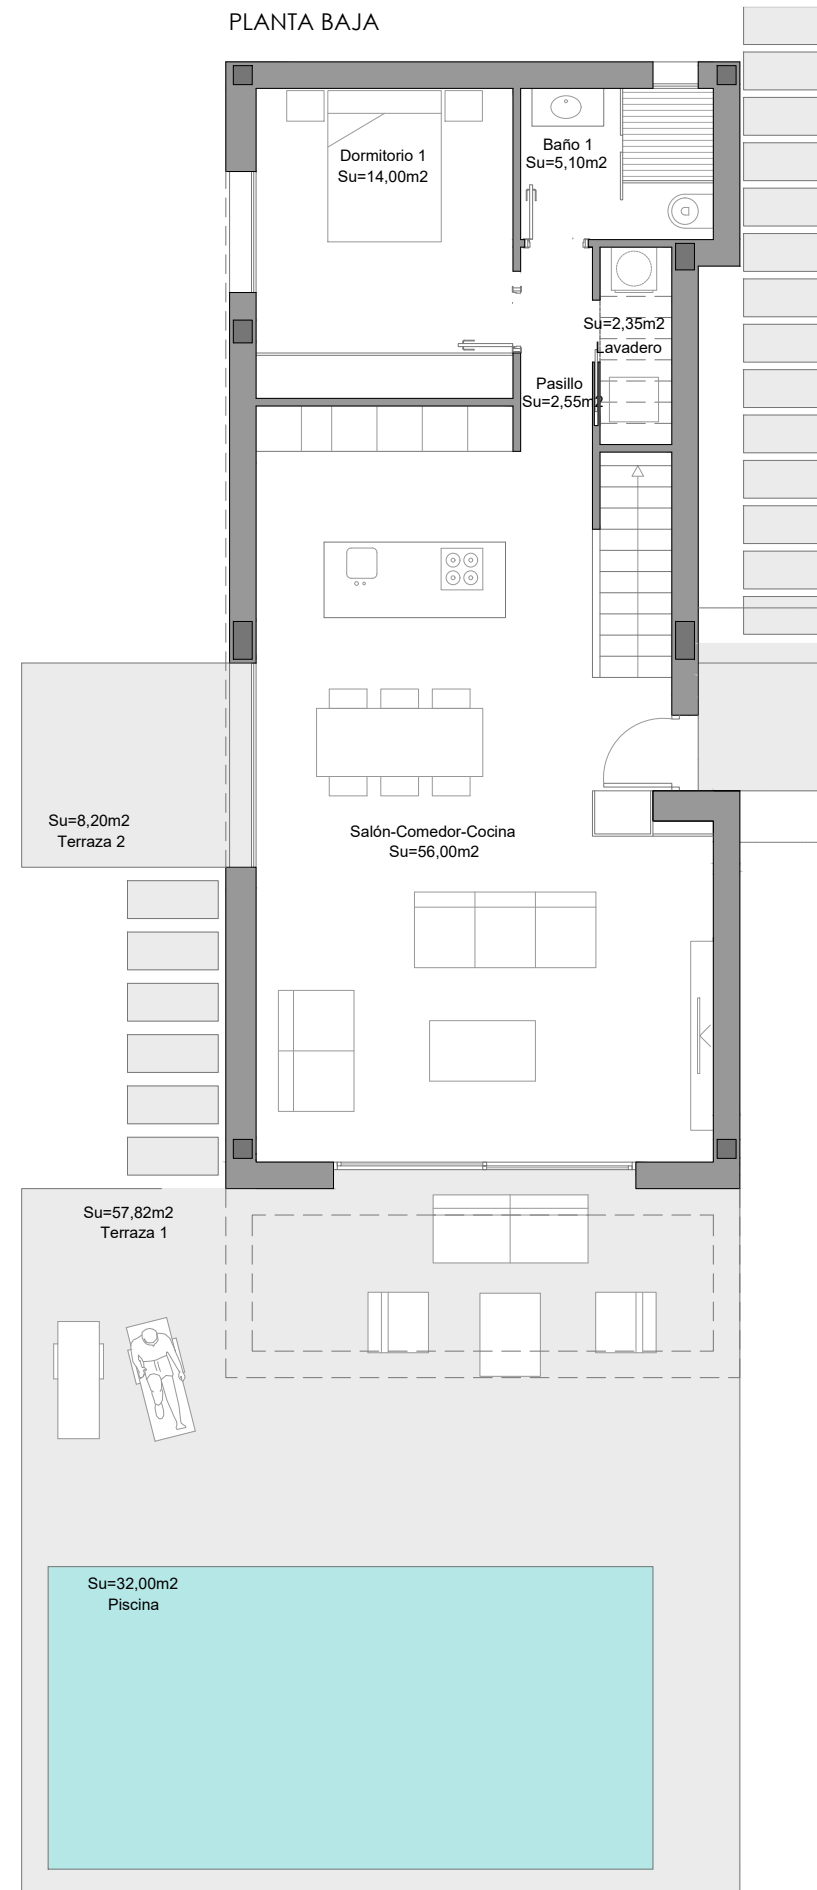 PLANTA BAJA
Dormitorio 1
Su=14,00m2
Baño 1
Su=5,10m2
Su=2,35m2
Lavadero
Pasillo
Su=2,55m2
Su=8,20m2
Terraza 2
Salón-Comedor-Cocina
Su=56,00m2
Su=57,82m2
Terraza 1
Su=32,00m2
Piscina